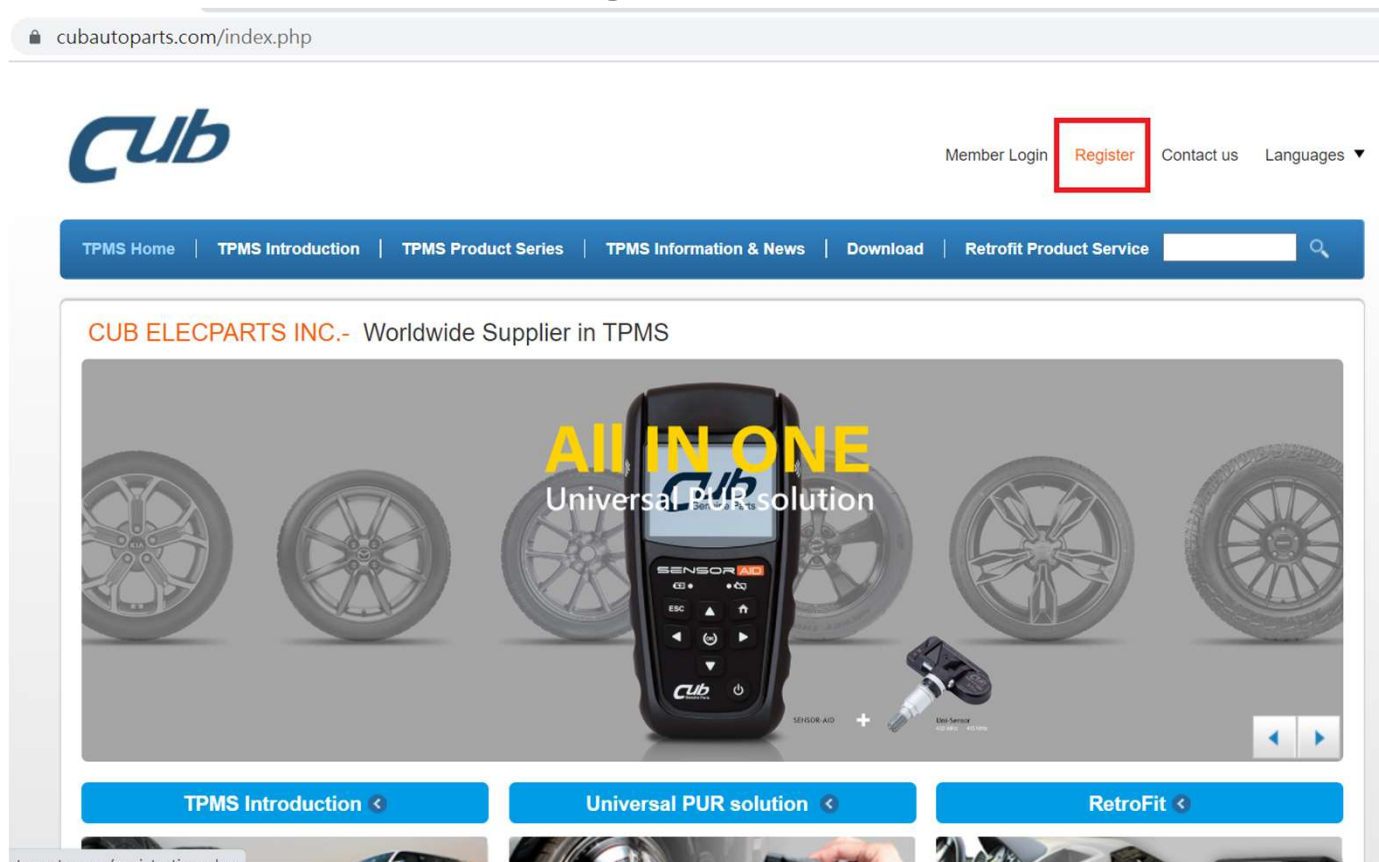 cubautoparts.com/index.php
Cub
Member Login Register Contact us Languages ▼
TPMS Home | TPMS Introduction | TPMS Product Series | TPMS Information & News | Download | Retrofit Product Service
CUB ELECPARTS INC.- Worldwide Supplier in TPMS
All IN ONE
Universal PUR solution
Cub
SENSOR AID
ESC
OK
Cub
SENSOR-AID + Uni-Sensor
TPMS Introduction
Universal PUR solution
RetroFit